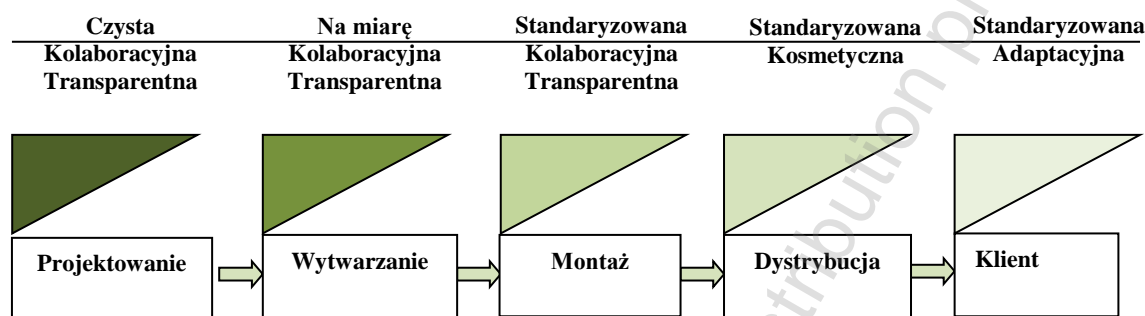 Czysta
Kolaboracyjna
Transparentna
Na miarę
Kolaboracyjna
Transparentna
Standaryzowana
Kolaboracyjna
Transparentna
Standaryzowana
Kosmetyczna
Standaryzowana
Adaptacyjna
Projektowanie
Wytwarzanie
Montaż
Dystrybucja
Klient